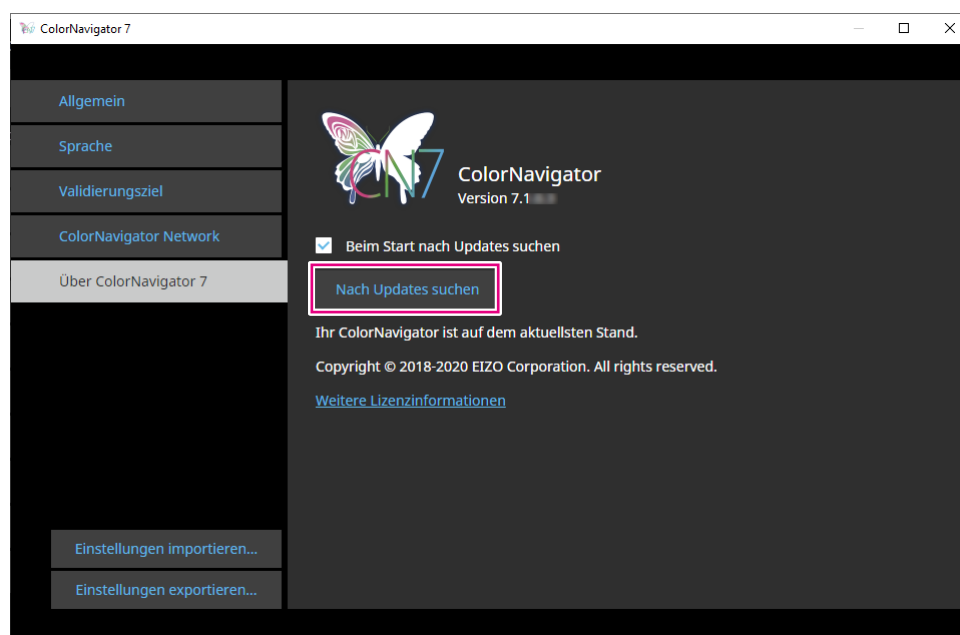 ColorNavigator 7
Allgemein
Sprache
Validierungsziel
ColorNavigator Network
Über ColorNavigator 7
Einstellungen importieren...
Einstellungen exportieren...
CN7
ColorNavigator
Version 7.1
Beim Start nach Updates suchen
Nach Updates suchen
Ihr ColorNavigator ist auf dem aktuellsten Stand.
Copyright © 2018-2020 EIZO Corporation. All rights reserved.
Weitere Lizenzinformationen